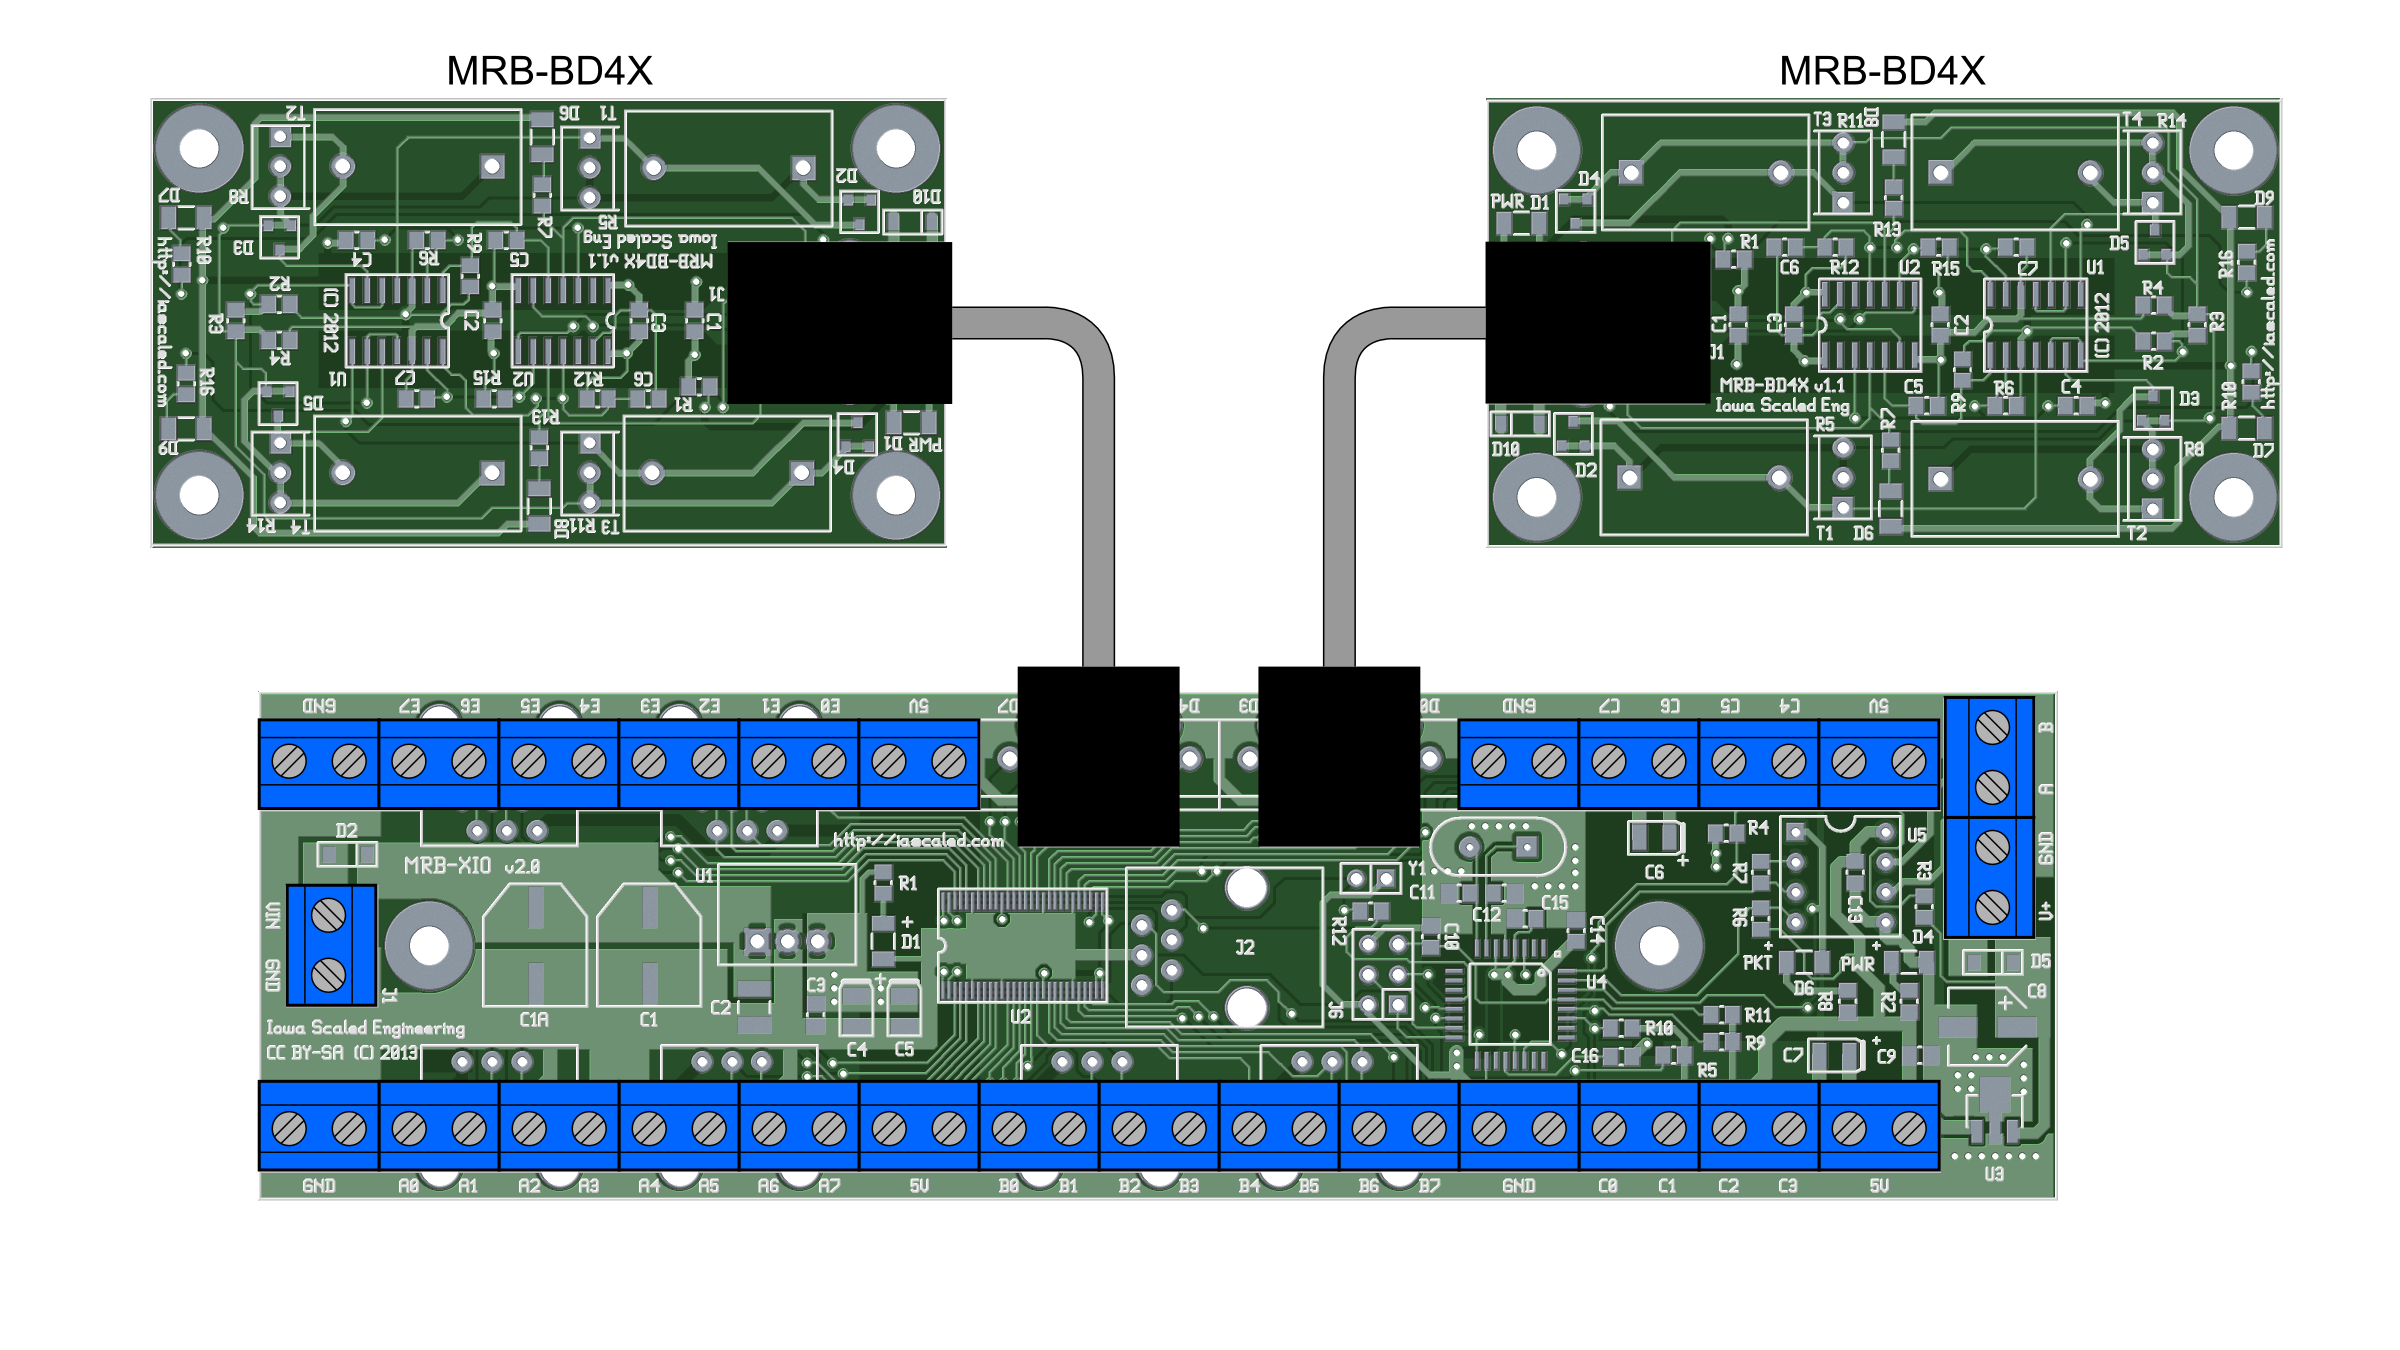 MRB-BD4X
MRB-BD4X
T2 D6 T1
D2
D7 R8 D10
R7 R5
D3
R10 C4 R6 R9 C5 Iowa Scaled Eng
MRB-BD4X v1.1
http://iascaled.com
R2 (C) 2012 J1
R3 C2 C3 C1
R4
U1 C7 R15 U2 R12 C6 R1
R16 D5 R13
D9 D4 D1 PWR
R14 T4 D8 R11 T3
T3 R11 D8 T4 R14
D4
PWR D1 D9
R13 D5
R1 C6 R12 U2 R15 C7 U1 R16
http://iascaled.com
R4
C1 C3 C2 (C) 2012 R3
J1 R2
MRB-BD4X v1.1 C5 R9 R6 C4 R10
Iowa Scaled Eng D3
D10 R5 R7 R8 D7
D2
T1 D6 T2
GND E7 E6 E5 E4 E3 E2 E1 E0 5V D7 D4 D3 D0 GND C7 C6 C5 C4 5V
B
A
GND
V+
D2 http://iascaled.com
MRB-XIO v2.0
U1 R1 Y1 C11 C6 + R4 U5
R7 R3
VIN C12 C15 R6 C13
+
D1 J2 R12 C10 C14 D4
+ +
GND PKT PWR D5
J1 C2 C3 + J6 U4 D6 R8 R2 C8 +
C1A C1 U2
Iowa Scaled Engineering R10 R11
CC BY-SA (C) 2013 C4 C5 C16 R9 C7 + C9
R5
GND A0 A1 A2 A3 A4 A5 A6 A7 5V B0 B1 B2 B3 B4 B5 B6 B7 GND C0 C1 C2 C3 5V
U3